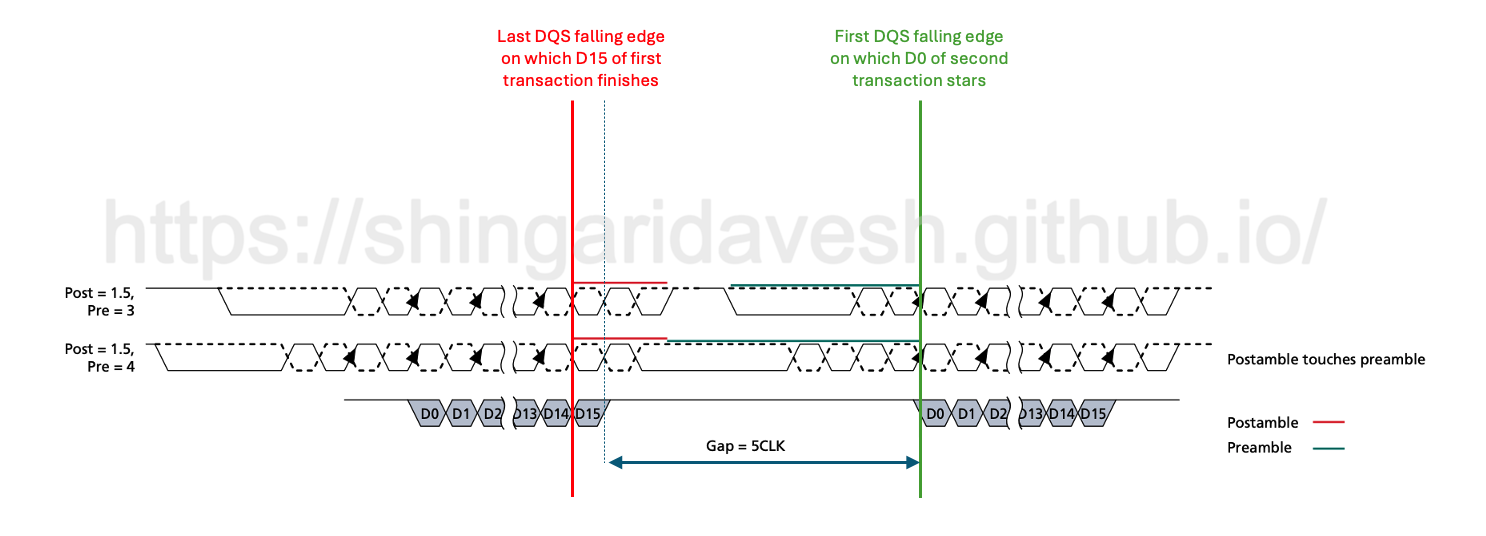 Last DQS falling edge
on which D15 of first
transaction finishes
First DQS falling edge
on which D0 of second
transaction stars
https://shingaridavesh.github.io/
Post = 1.5,
Pre = 3
Post = 1.5,
Pre = 4
Postamble touches preamble
D0 D1 D2 D13 D14 D15 D0 D1 D2 D13 D14 D15
Postamble
Gap = 5CLK
Preamble